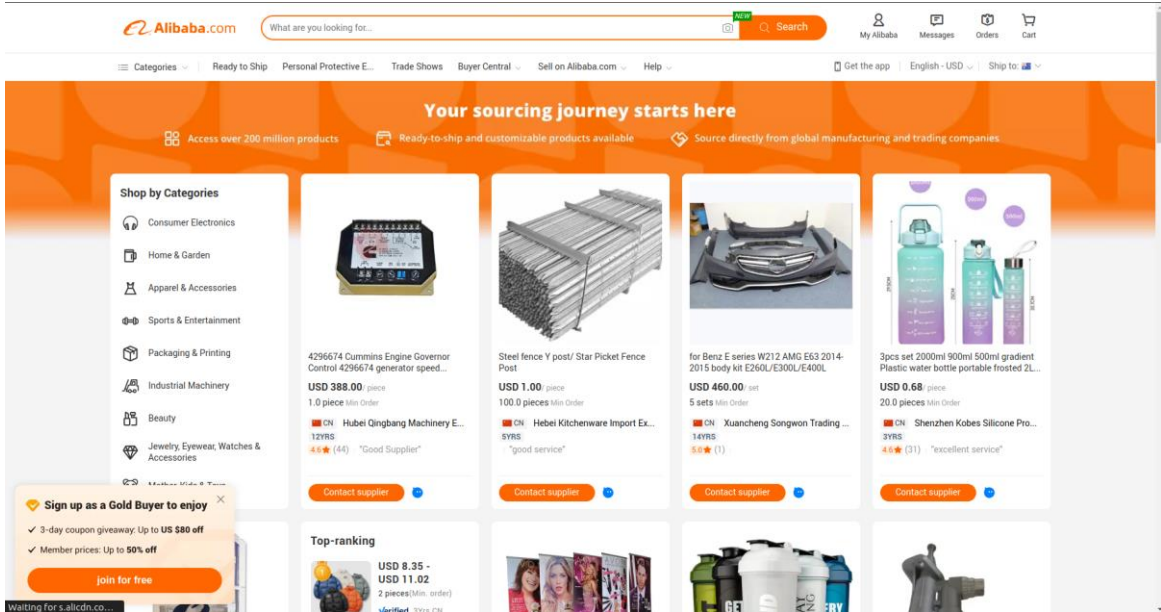 Alibaba.com
What are you looking for...
NEW
Search
My Alibaba
Messages
Orders
Cart
Categories
Ready to Ship
Personal Protective E...
Trade Shows
Buyer Central
Sell on Alibaba.com
Help
Get the app
English - USD
Ship to:
Your sourcing journey starts here
Access over 200 million products
Ready-to-ship and customizable products available
Source directly from global manufacturing and trading companies
Shop by Categories
Consumer Electronics
Home & Garden
Apparel & Accessories
Sports & Entertainment
Packaging & Printing
Industrial Machinery
Beauty
Jewelry, Eyewear, Watches &
Accessories
4296674 Cummins Engine Governor
Control 4296674 generator speed...
USD 388.00/ piece
1.0 piece Min Order
CN Hubei Qingbang Machinery E...
12YRS
4.6 (44) "Good Supplier"
Contact supplier
Steel fence Y post/ Star Picket Fence
Post
USD 1.00/ piece
100.0 pieces Min Order
CN Hebei Kitchenware Import Ex...
5YRS
"good service"
Contact supplier
for Benz E series W212 AMG E63 2014-
2015 body kit E260L/E300L/E400L
USD 460.00/ set
5 sets Min Order
CN Xuancheng Songwon Trading ...
14YRS
5.0 (1)
Contact supplier
3pcs set 2000ml 900ml 500ml gradient
Plastic water bottle portable frosted 2L...
USD 0.68/ piece
20.0 pieces Min Order
CN Shenzhen Kobes Silicone Pro...
3YRS
4.6 (31) "excellent service"
Contact supplier
Sign up as a Gold Buyer to enjoy
3-day coupon giveaway: Up to US $80 off
Member prices: Up to 50% off
join for free
Waiting for s.alicdn.co...
Top-ranking
USD 8.35 -
USD 11.02
2 pieces(Min. order)
Verified 3Yrs CN